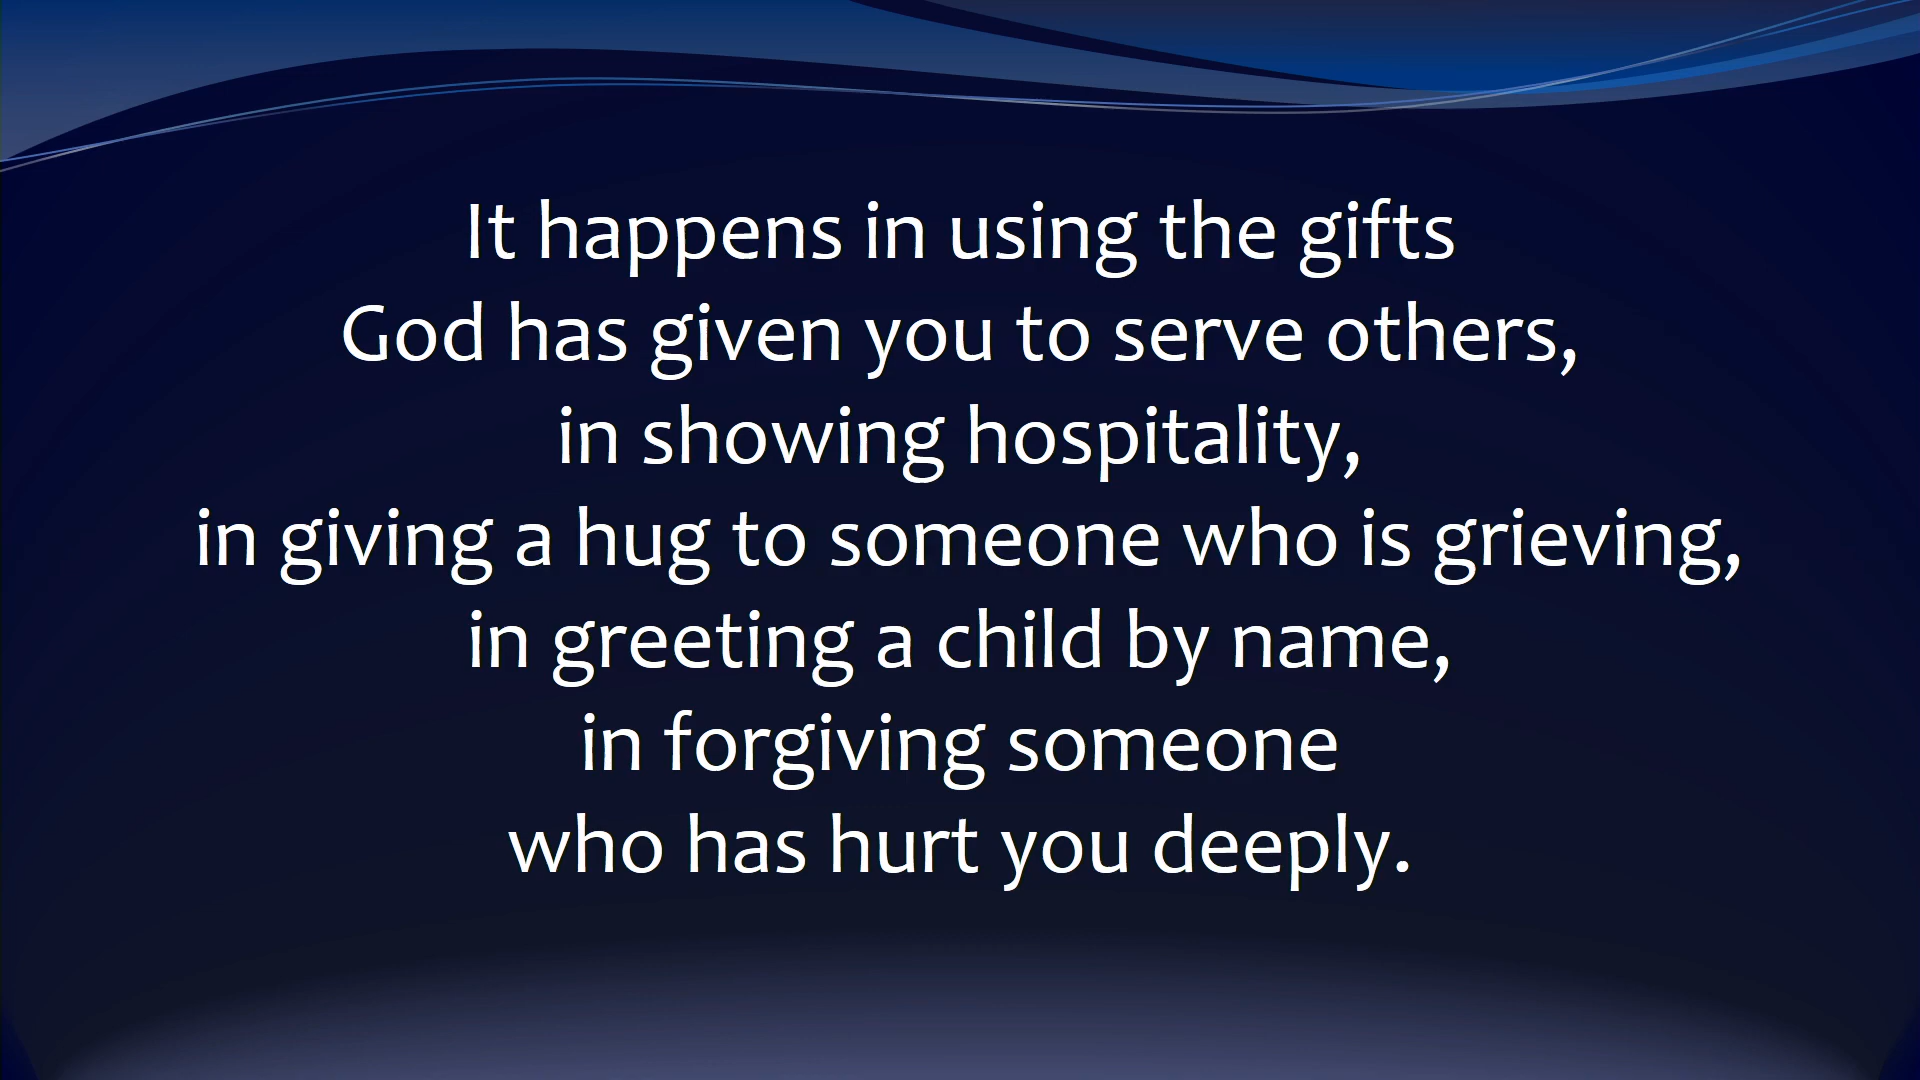 It happens in using the gifts
God has given you to serve others,
in showing hospitality,
in giving a hug to someone who is grieving,
in greeting a child by name,
in forgiving someone
who has hurt you deeply.